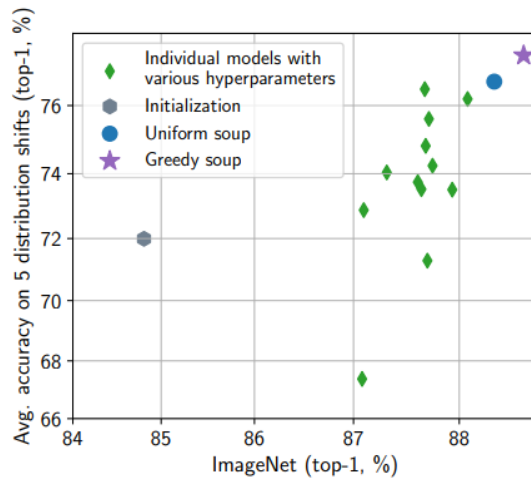 Individual models with
various hyperparameters
Initialization
Uniform soup
Greedy soup
Avg. accuracy on 5 distribution shifts (top-1, %)
76
74
72
70
68
66
84
85
86
87
88
ImageNet (top-1, %)